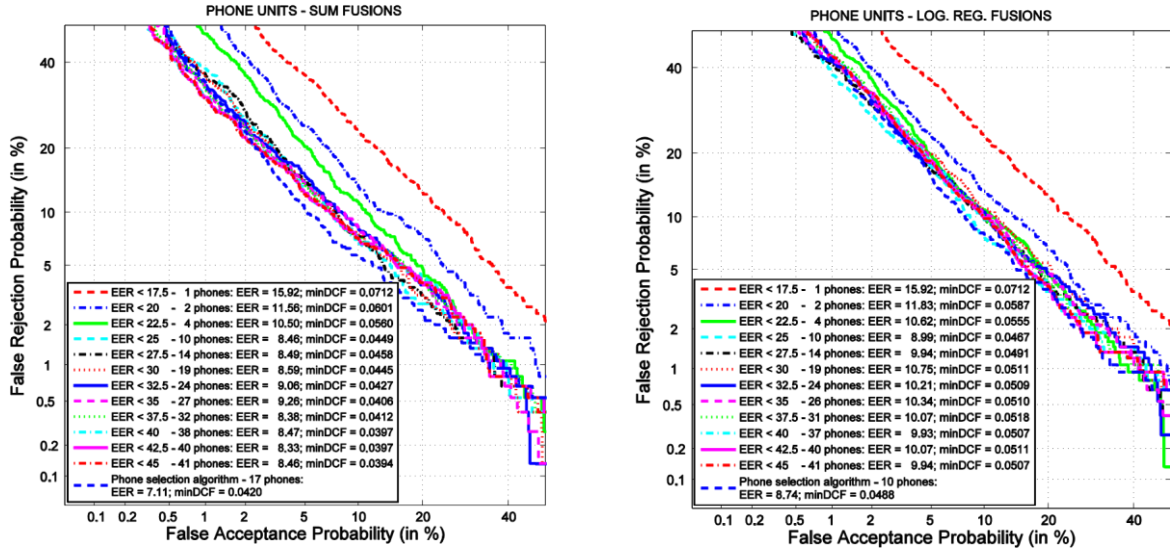 PHONE UNITS - SUM FUSIONS
False Rejection Probability (in %)
40
20
10
5
2
1
0.5
0.2
0.1
EER < 17.5 - 1 phones: EER = 15.92; minDCF = 0.0712
EER < 20 - 2 phones: EER = 11.56; minDCF = 0.0601
EER < 22.5 - 4 phones: EER = 10.50; minDCF = 0.0560
EER < 25 - 10 phones: EER = 8.46; minDCF = 0.0449
EER < 27.5 - 14 phones: EER = 8.49; minDCF = 0.0458
EER < 30 - 19 phones: EER = 8.59; minDCF = 0.0445
EER < 32.5 - 24 phones: EER = 9.06; minDCF = 0.0427
EER < 35 - 27 phones: EER = 9.26; minDCF = 0.0406
EER < 37.5 - 32 phones: EER = 8.38; minDCF = 0.0412
EER < 40 - 38 phones: EER = 8.47; minDCF = 0.0397
EER < 42.5 - 40 phones: EER = 8.33; minDCF = 0.0397
EER < 45 - 41 phones: EER = 8.46; minDCF = 0.0394
Phone selection algorithm - 17 phones:
EER = 7.11; minDCF = 0.0420
0.1 0.2 0.5 1 2 5 10 20 40
False Acceptance Probability (in %)
PHONE UNITS - LOG. REG. FUSIONS
False Rejection Probability (in %)
40
20
10
5
2
1
0.5
0.2
0.1
EER < 17.5 - 1 phones: EER = 15.92; minDCF = 0.0712
EER < 20 - 2 phones: EER = 11.83; minDCF = 0.0587
EER < 22.5 - 4 phones: EER = 10.62; minDCF = 0.0555
EER < 25 - 10 phones: EER = 8.99; minDCF = 0.0467
EER < 27.5 - 14 phones: EER = 9.94; minDCF = 0.0491
EER < 30 - 19 phones: EER = 10.75; minDCF = 0.0511
EER < 32.5 - 24 phones: EER = 10.21; minDCF = 0.0509
EER < 35 - 26 phones: EER = 10.34; minDCF = 0.0510
EER < 37.5 - 31 phones: EER = 10.07; minDCF = 0.0518
EER < 40 - 37 phones: EER = 9.93; minDCF = 0.0507
EER < 42.5 - 40 phones: EER = 10.07; minDCF = 0.0511
EER < 45 - 41 phones: EER = 9.94; minDCF = 0.0507
Phone selection algorithm - 10 phones:
EER = 8.74; minDCF = 0.0488
0.1 0.2 0.5 1 2 5 10 20 40
False Acceptance Probability (in %)